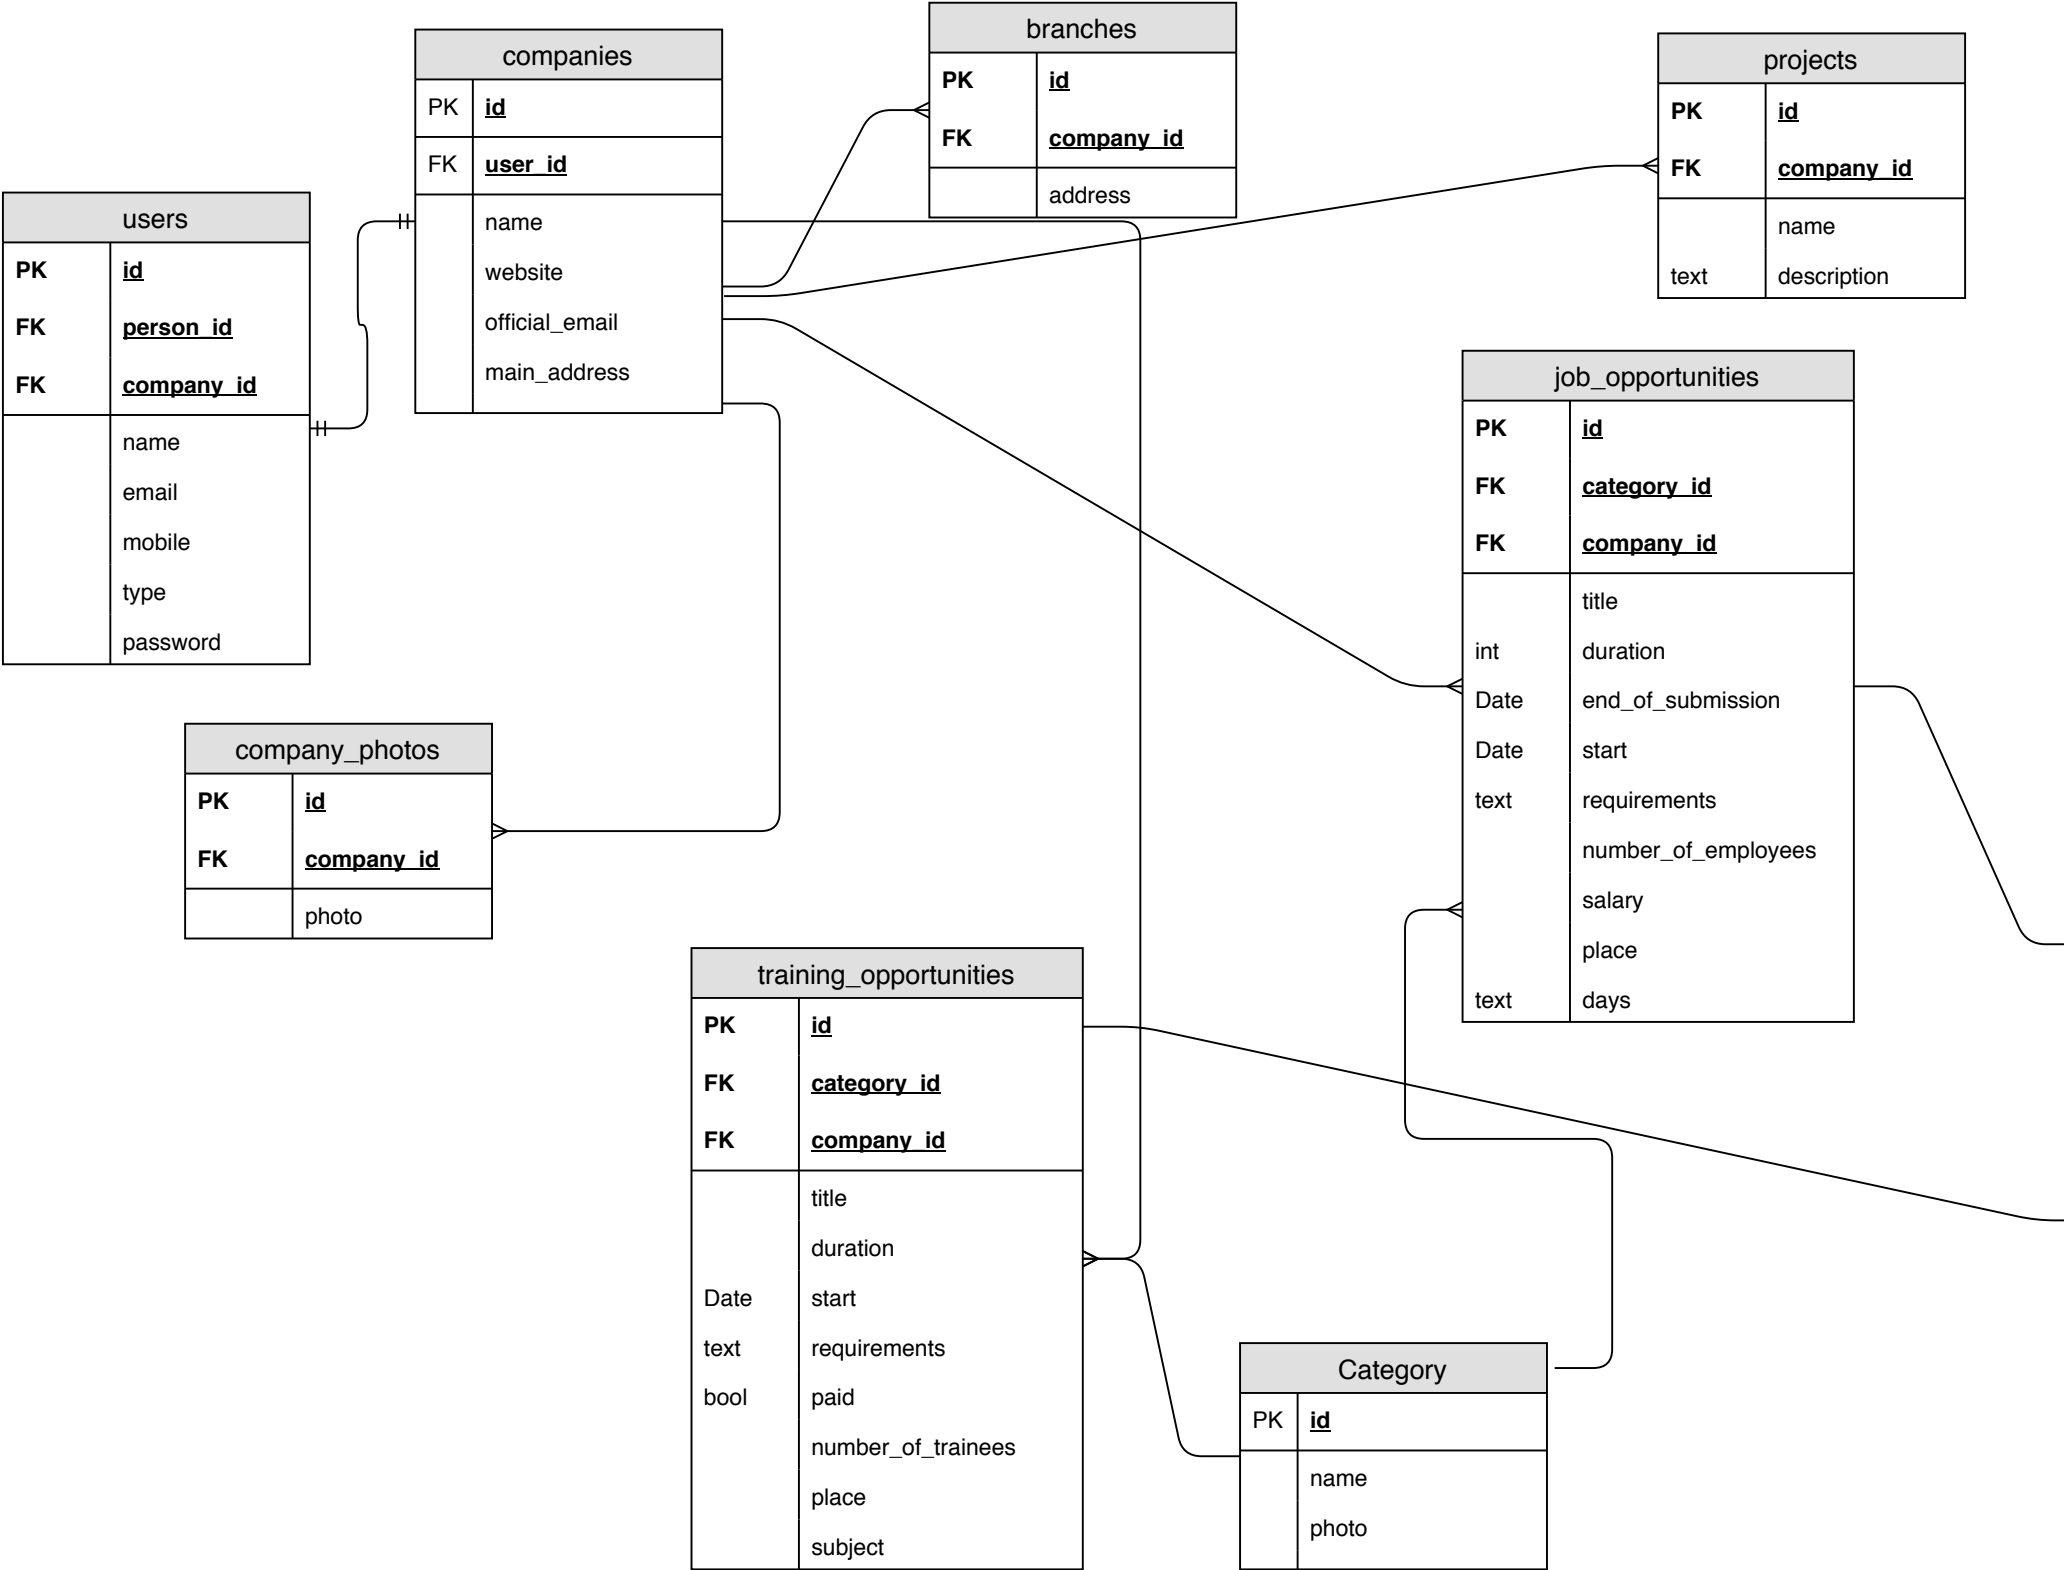 companies
PK id
FK user_id
name
website
official_email
main_address
branches
PK id
FK company_id
address
projects
PK id
FK company_id
name
text description
users
PK id
FK person_id
FK company_id
name
email
mobile
type
password
job_opportunities
PK id
FK category_id
FK company_id
title
int duration
Date end_of_submission
Date start
text requirements
number_of_employees
salary
place
text days
company_photos
PK id
FK company_id
photo
training_opportunities
PK id
FK category_id
FK company_id
title
duration
Date start
text requirements
bool paid
number_of_trainees
place
subject
Category
PK id
name
photo